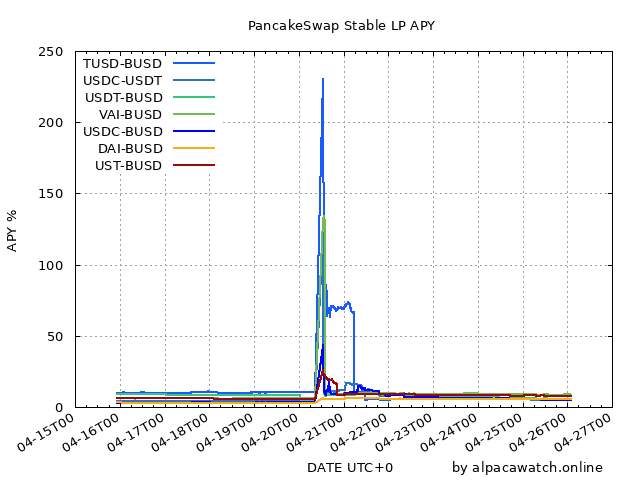 PancakeSwap Stable LP APY
250
200
150
100
50
0
APY %
TUSD-BUSD
USDC-USDT
USDT-BUSD
VAI-BUSD
USDC-BUSD
DAI-BUSD
UST-BUSD
04-15T00
04-16T00
04-17T00
04-18T00
04-19T00
04-20T00
04-21T00
04-22T00
04-23T00
04-24T00
04-25T00
04-26T00
04-27T00
DATE UTC+0
by alpacawatch.online